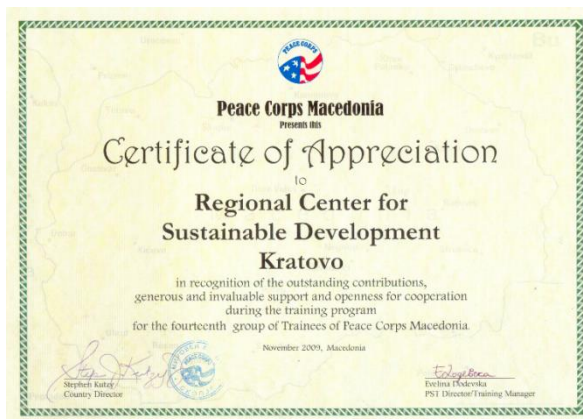 PEACE CORPS
Peace Corps Macedonia
Presents this
Certificate of Appreciation
to
Regional Center for
Sustainable Development
Kratovo
in recognition of the outstanding contributions,
generous and invaluable support and openness for cooperation
during the training program
for the fourteenth group of Trainees of Peace Corps Macedonia
November 2009, Macedonia
Stephen Kutay
Country Director
Evelina Dodevska
PST Director/Training Manager